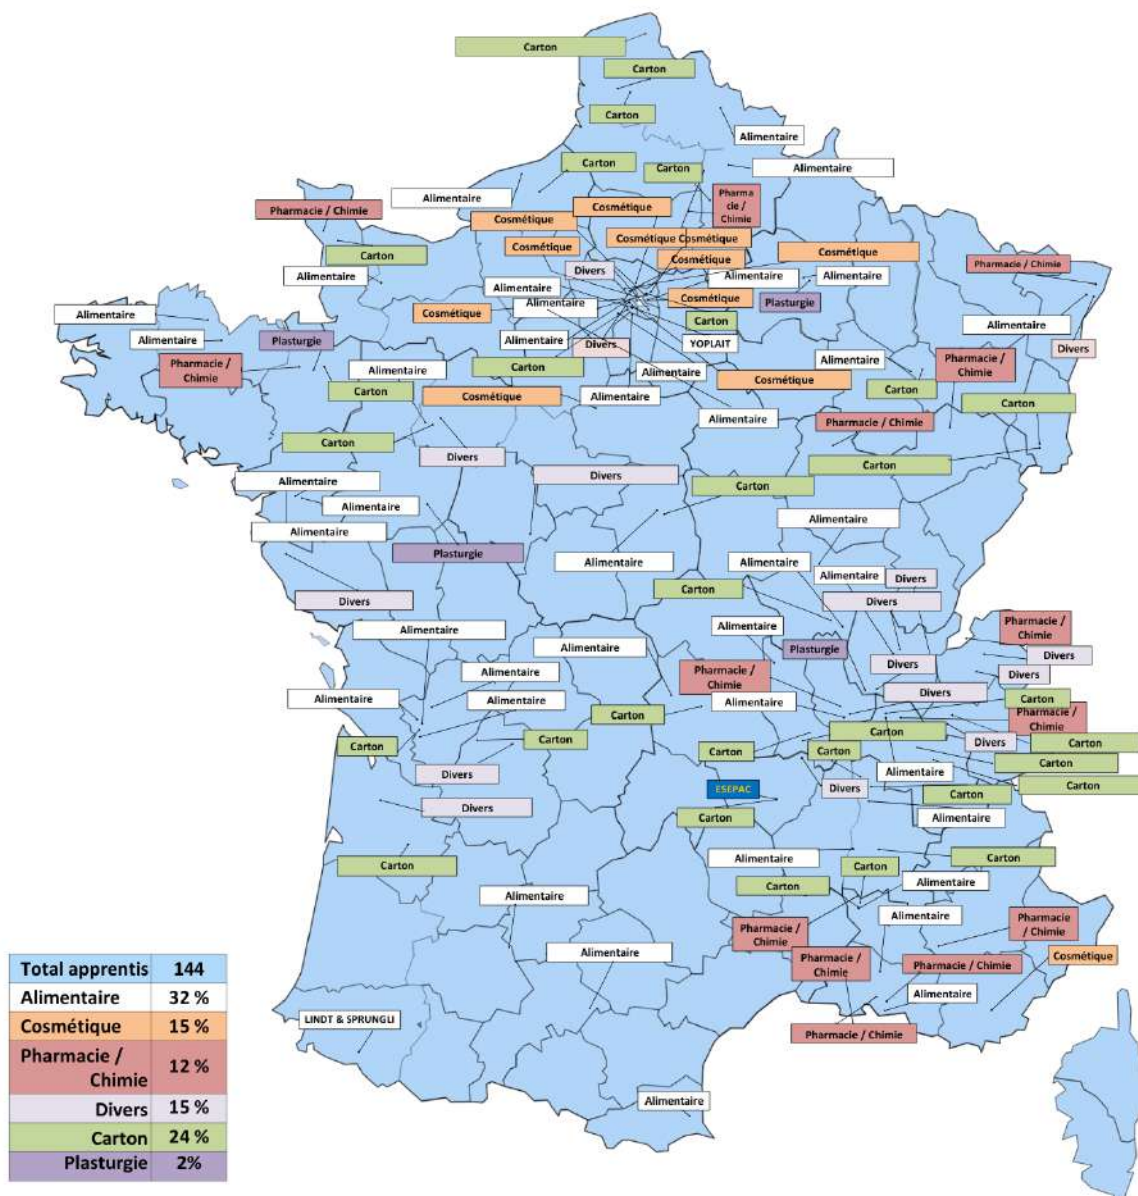 Carton
Carton
Carton
Alimentaire
Carton
Carton
Alimentaire
Alimentaire
Pharma
cie /
Chimie
Pharmacie / Chimie
Cosmétique
Cosmétique
Cosmétique
Cosmétique Cosmétique
Cosmétique
Cosmétique
Carton
Pharmacie / Chimie
Divers
Alimentaire
Alimentaire
Alimentaire
Alimentaire
Alimentaire
Cosmétique
Plasturgie
Alimentaire
Cosmétique
Carton
Alimentaire
Alimentaire
Plasturgie
Alimentaire
Divers
YOPLAIT
Divers
Pharmacie /
Chimie
Alimentaire
Carton
Alimentaire
Alimentaire
Pharmacie /
Chimie
Carton
Cosmétique
Alimentaire
Cosmétique
Carton
Carton
Alimentaire
Pharmacie / Chimie
Carton
Divers
Carton
Alimentaire
Divers
Carton
Alimentaire
Alimentaire
Alimentaire
Plasturgie
Alimentaire
Alimentaire
Alimentaire
Divers
Carton
Divers
Divers
Alimentaire
Alimentaire
Pharmacie /
Chimie
Alimentaire
Plasturgie
Divers
Divers
Alimentaire
Pharmacie /
Chimie
Divers
Divers
Alimentaire
Alimentaire
Alimentaire
Carton
Carton
Pharmacie /
Chimie
Carton
Carton
Carton
Carton
Carton
Divers
Carton
Carton
Divers
Alimentaire
Carton
ESEPAC
Divers
Carton
Divers
Carton
Alimentaire
Carton
Alimentaire
Carton
Carton
Carton
Alimentaire
Alimentaire
Alimentaire
Pharmacie
/ Chimie
Pharmacie /
Chimie
Alimentaire
Pharmacie /
Chimie
Cosmétique
Pharmacie / Chimie
Alimentaire
LINDT & SPRUNGLI
Pharmacie / Chimie
Alimentaire
Total apprentis 144
Alimentaire 32 %
Cosmétique 15 %
Pharmacie /
Chimie 12 %
Divers 15 %
Carton 24 %
Plasturgie 2%